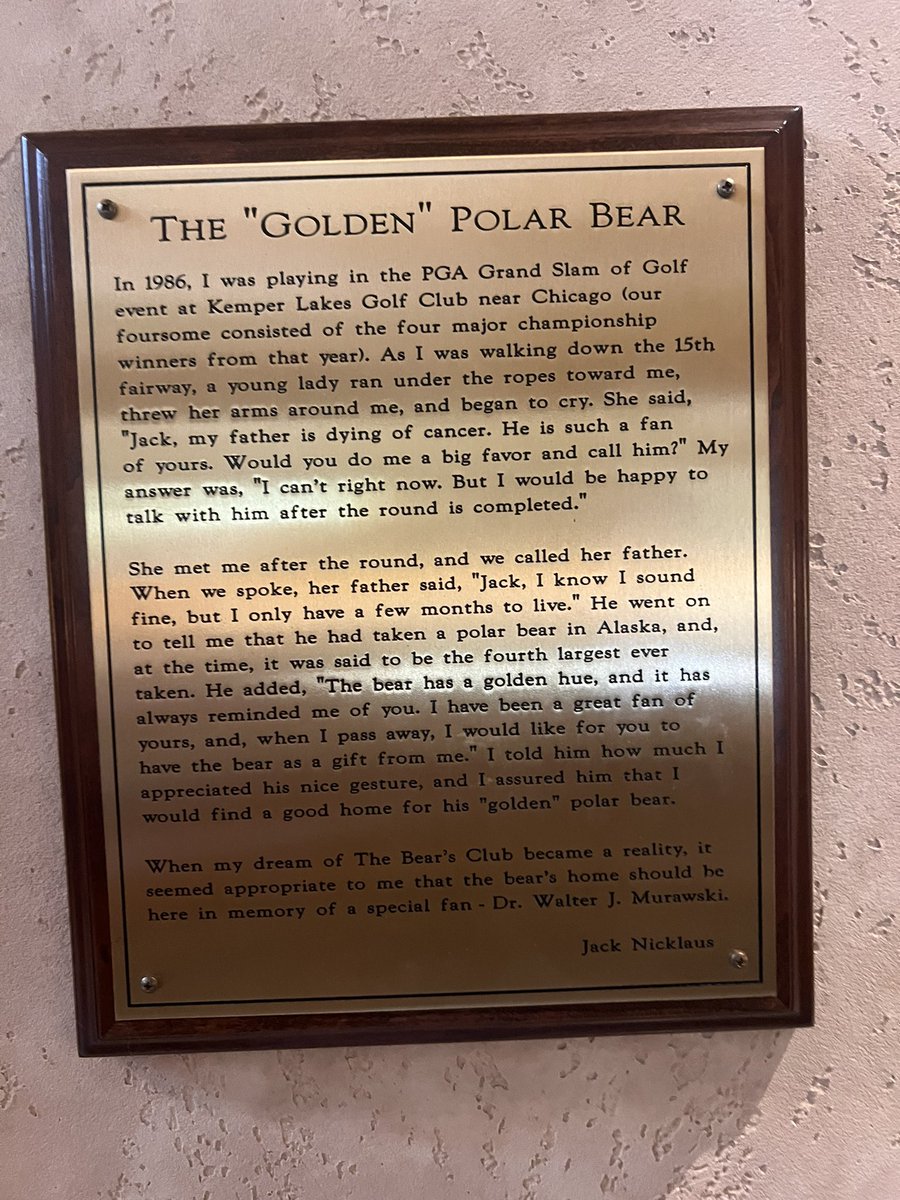 THE "GOLDEN" POLAR BEAR
In 1986, I was playing in the PGA Grand Slam of Golf
event at Kemper Lakes Golf Club near Chicago (our
foursome consisted of the four major championship
winners from that year). As I was walking down the 15th
fairway, a young lady ran under the ropes toward me,
threw her arms around me, and began to cry. She said,
"Jack, my father is dying of cancer. He is such a fan
of yours. Would you do me a big favor and call him?" My
answer was, "I can't right now. But I would be happy to
talk with him after the round is completed."
She met me after the round, and we called her father.
When we spoke, her father said, "Jack, I know I sound
fine, but I only have a few months to live." He went on
to tell me that he had taken a polar bear in Alaska, and,
at the time, it was said to be the fourth largest ever
taken. He added, "The bear has a golden hue, and it has
always reminded me of you. I have been a great fan of
yours, and, when I pass away, I would like for you to
have the bear as a gift from me." I told him how much I
appreciated his nice gesture, and I assured him that I
would find a good home for his "golden" polar bear.
When my dream of The Bear's Club became a reality, it
seemed appropriate to me that the bear's home should be
here in memory of a special fan - Dr. Walter J. Murawski.
Jack Nicklaus